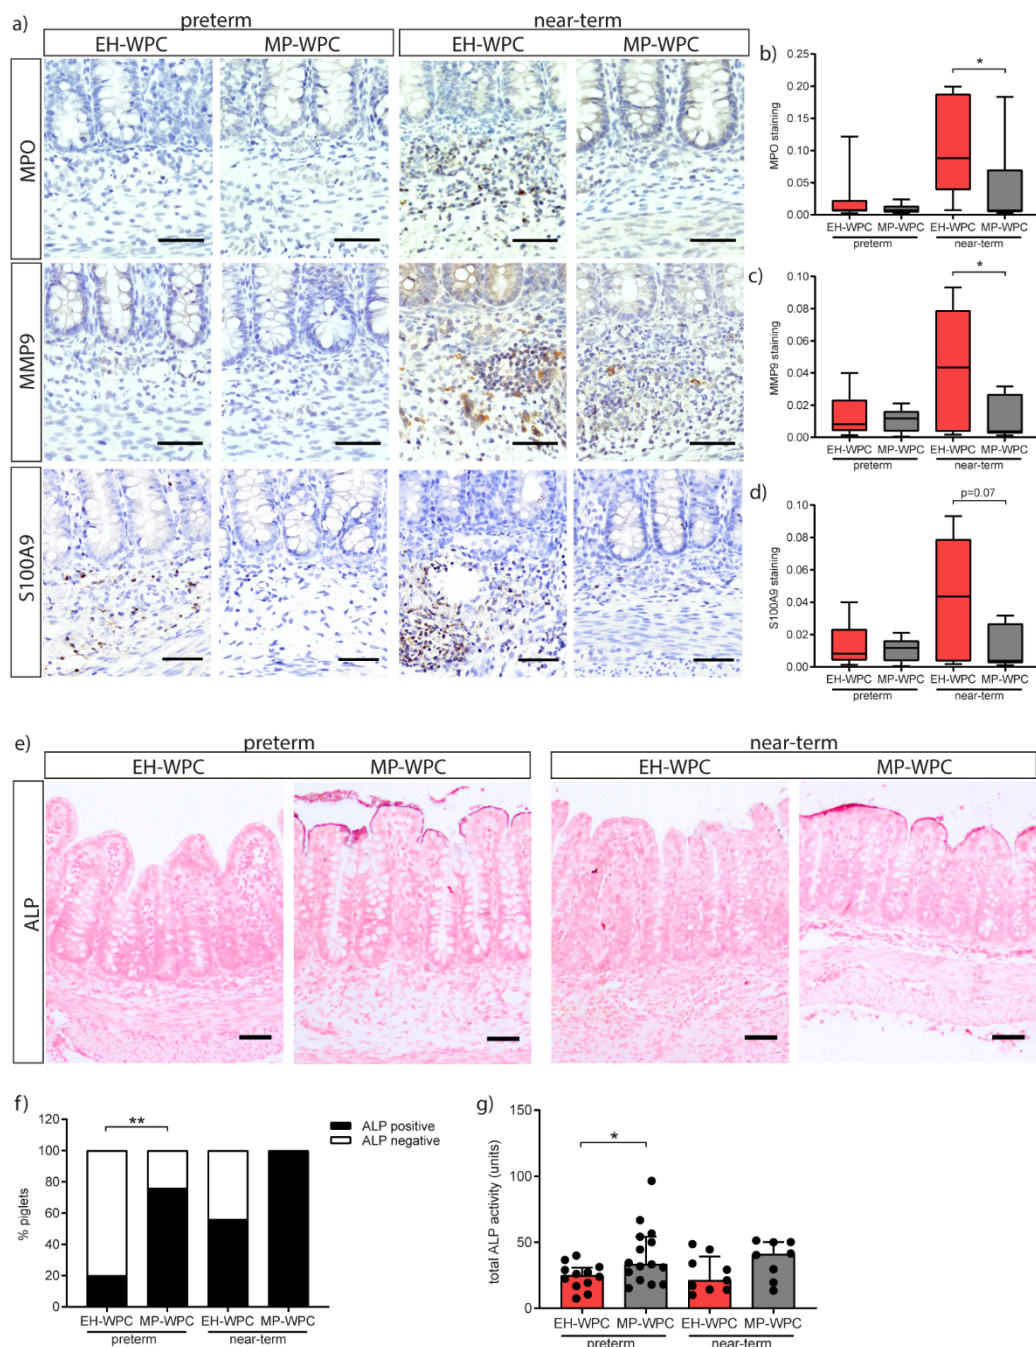 a)
preterm
near-term
EH-WPC
MP-WPC
EH-WPC
MP-WPC
MPO
MMP9
S100A9
b)
MPO staining
0.25
0.20
0.15
0.10
0.05
0.00
*
EH-WPC MP-WPC EH-WPC MP-WPC
preterm near-term
c)
MMP9 staining
0.10
0.08
0.06
0.04
0.02
0.00
*
EH-WPC MP-WPC EH-WPC MP-WPC
preterm near-term
d)
S100A9 staining
0.10
0.08
0.06
0.04
0.02
0.00
p=0.07
EH-WPC MP-WPC EH-WPC MP-WPC
preterm near-term
e)
preterm
near-term
EH-WPC
MP-WPC
EH-WPC
MP-WPC
ALP
f)
% piglets
120
100
80
60
40
20
0
**
ALP positive
ALP negative
EH-WPC MP-WPC EH-WPC MP-WPC
preterm near-term
g)
total ALP activity (units)
150
100
50
0
*
EH-WPC MP-WPC EH-WPC MP-WPC
preterm near-term